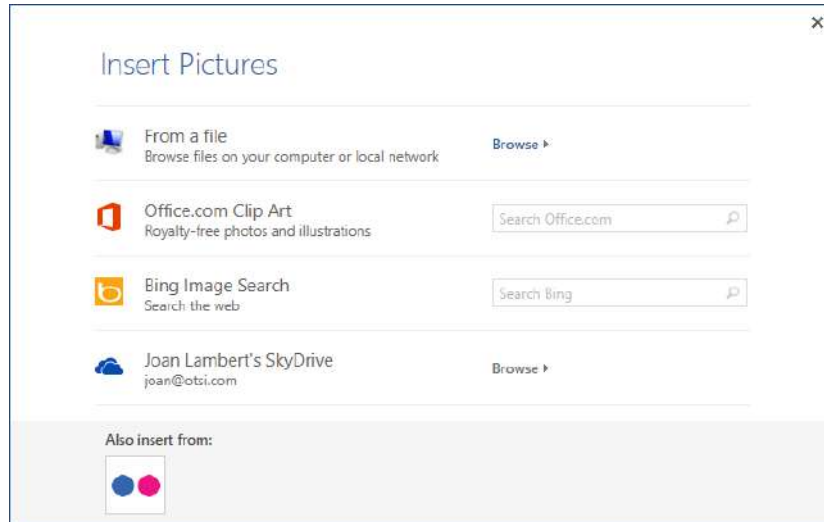 Insert Pictures
From a file
Browse files on your computer or local network
Browse
Office.com Clip Art
Royalty-free photos and illustrations
Search Office.com
Bing Image Search
Search the web
Search Bing
Joan Lambert's SkyDrive
joan@otsi.com
Browse
Also insert from: